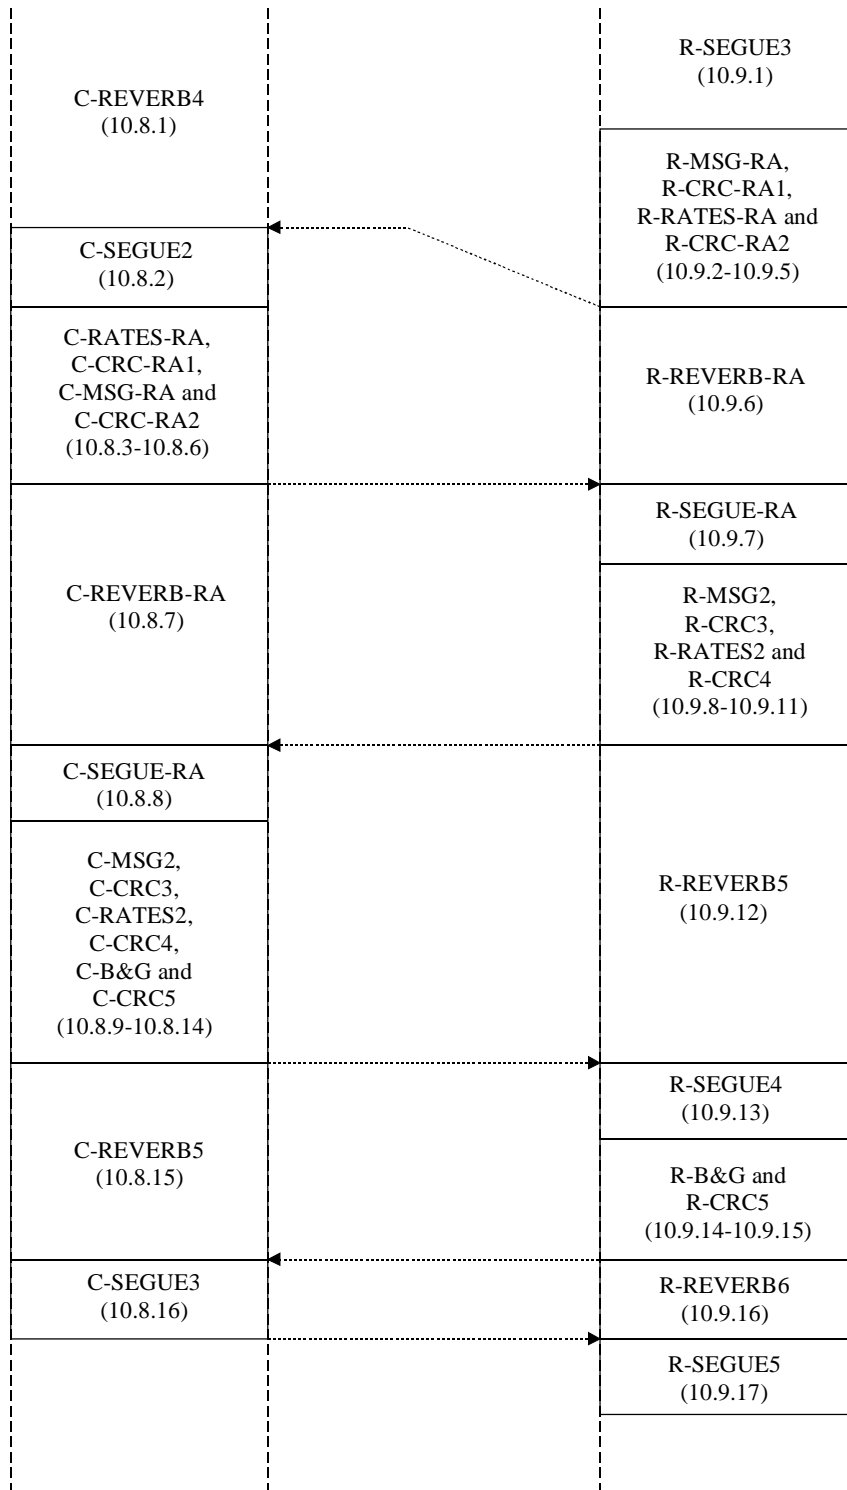 C-REVERB4
(10.8.1)
C-SEGUE2
(10.8.2)
C-RATES-RA,
C-CRC-RA1,
C-MSG-RA and
C-CRC-RA2
(10.8.3-10.8.6)
C-REVERB-RA
(10.8.7)
C-SEGUE-RA
(10.8.8)
C-MSG2,
C-CRC3,
C-RATES2,
C-CRC4,
C-B&G and
C-CRC5
(10.8.9-10.8.14)
C-REVERB5
(10.8.15)
C-SEGUE3
(10.8.16)
R-SEGUE3
(10.9.1)
R-MSG-RA,
R-CRC-RA1,
R-RATES-RA and
R-CRC-RA2
(10.9.2-10.9.5)
R-REVERB-RA
(10.9.6)
R-SEGUE-RA
(10.9.7)
R-MSG2,
R-CRC3,
R-RATES2 and
R-CRC4
(10.9.8-10.9.11)
R-REVERB5
(10.9.12)
R-SEGUE4
(10.9.13)
R-B&G and
R-CRC5
(10.9.14-10.9.15)
R-REVERB6
(10.9.16)
R-SEGUE5
(10.9.17)